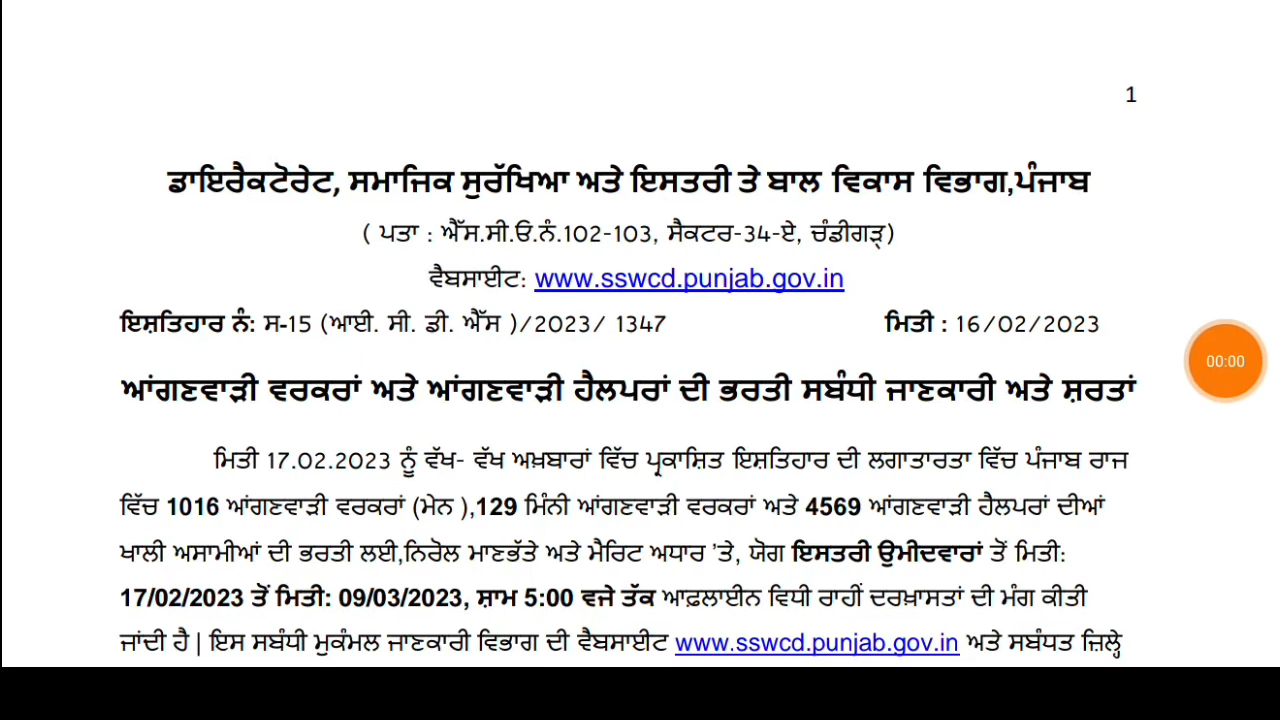 1
ਡਾਇਰੈਕਟੋਰੇਟ, ਸਮਾਜਿਕ ਸੁਰੱਖਿਆ ਅਤੇ ਇਸਤਰੀ ਤੇ ਬਾਲ ਵਿਕਾਸ ਵਿਭਾਗ,ਪੰਜਾਬ
( ਪਤਾ : ਐੱਸ.ਸੀ.ਓ.ਨੰ.102-103, ਸੈਕਟਰ-34-ਏ, ਚੰਡੀਗੜ੍ਹ)
ਵੈਬਸਾਈਟ: www.sswcd.punjab.gov.in
ਇਸ਼ਤਿਹਾਰ ਨੰ: ਸ-15 (ਆਈ. ਸੀ. ਡੀ. ਐੱਸ )/2023/ 1347 ਮਿਤੀ : 16/02/2023
ਆਂਗਣਵਾੜੀ ਵਰਕਰਾਂ ਅਤੇ ਆਂਗਣਵਾੜੀ ਹੈਲਪਰਾਂ ਦੀ ਭਰਤੀ ਸਬੰਧੀ ਜਾਣਕਾਰੀ ਅਤੇ ਸ਼ਰਤਾਂ
00:00
ਮਿਤੀ 17.02.2023 ਨੂੰ ਵੱਖ- ਵੱਖ ਅਖ਼ਬਾਰਾਂ ਵਿੱਚ ਪ੍ਰਕਾਸ਼ਿਤ ਇਸ਼ਤਿਹਾਰ ਦੀ ਲਗਾਤਾਰਤਾ ਵਿੱਚ ਪੰਜਾਬ ਰਾਜ
ਵਿੱਚ 1016 ਆਂਗਣਵਾੜੀ ਵਰਕਰਾਂ (ਮੇਨ ),129 ਮਿੰਨੀ ਆਂਗਣਵਾੜੀ ਵਰਕਰਾਂ ਅਤੇ 4569 ਆਂਗਣਵਾੜੀ ਹੈਲਪਰਾਂ ਦੀਆਂ
ਖਾਲੀ ਅਸਾਮੀਆਂ ਦੀ ਭਰਤੀ ਲਈ,ਨਿਰੋਲ ਮਾਣਭੱਤੇ ਅਤੇ ਮੈਰਿਟ ਅਧਾਰ 'ਤੇ, ਯੋਗ ਇਸਤਰੀ ਉਮੀਦਵਾਰਾਂ ਤੋਂ ਮਿਤੀ:
17/02/2023 ਤੋਂ ਮਿਤੀ: 09/03/2023, ਸ਼ਾਮ 5:00 ਵਜੇ ਤੱਕ ਆਫ਼ਲਾਈਨ ਵਿਧੀ ਰਾਹੀਂ ਦਰਖ਼ਾਸਤਾਂ ਦੀ ਮੰਗ ਕੀਤੀ
ਜਾਂਦੀ ਹੈ | ਇਸ ਸਬੰਧੀ ਮੁਕੰਮਲ ਜਾਣਕਾਰੀ ਵਿਭਾਗ ਦੀ ਵੈਬਸਾਈਟ www.sswcd.punjab.gov.in ਅਤੇ ਸਬੰਧਤ ਜ਼ਿਲ੍ਹੇ